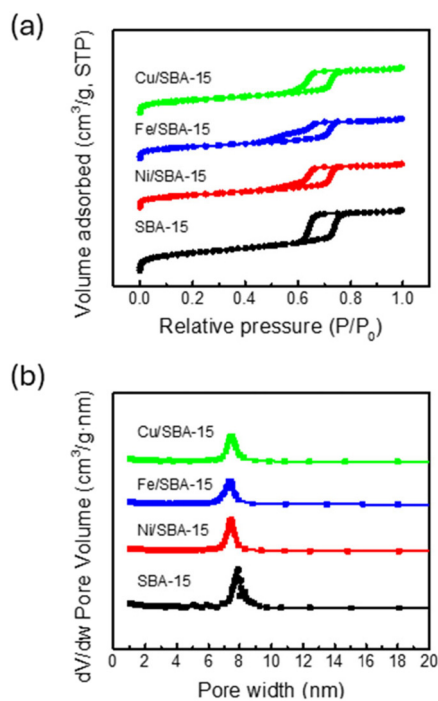 (a)
Volume adsorbed (cm³/g, STP)
Cu/SBA-15
Fe/SBA-15
Ni/SBA-15
SBA-15
0.0 0.2 0.4 0.6 0.8 1.0
Relative pressure (P/P₀)
(b)
dV/dw Pore Volume (cm³/g·nm)
Cu/SBA-15
Fe/SBA-15
Ni/SBA-15
SBA-15
0 2 4 6 8 10 12 14 16 18 20
Pore width (nm)